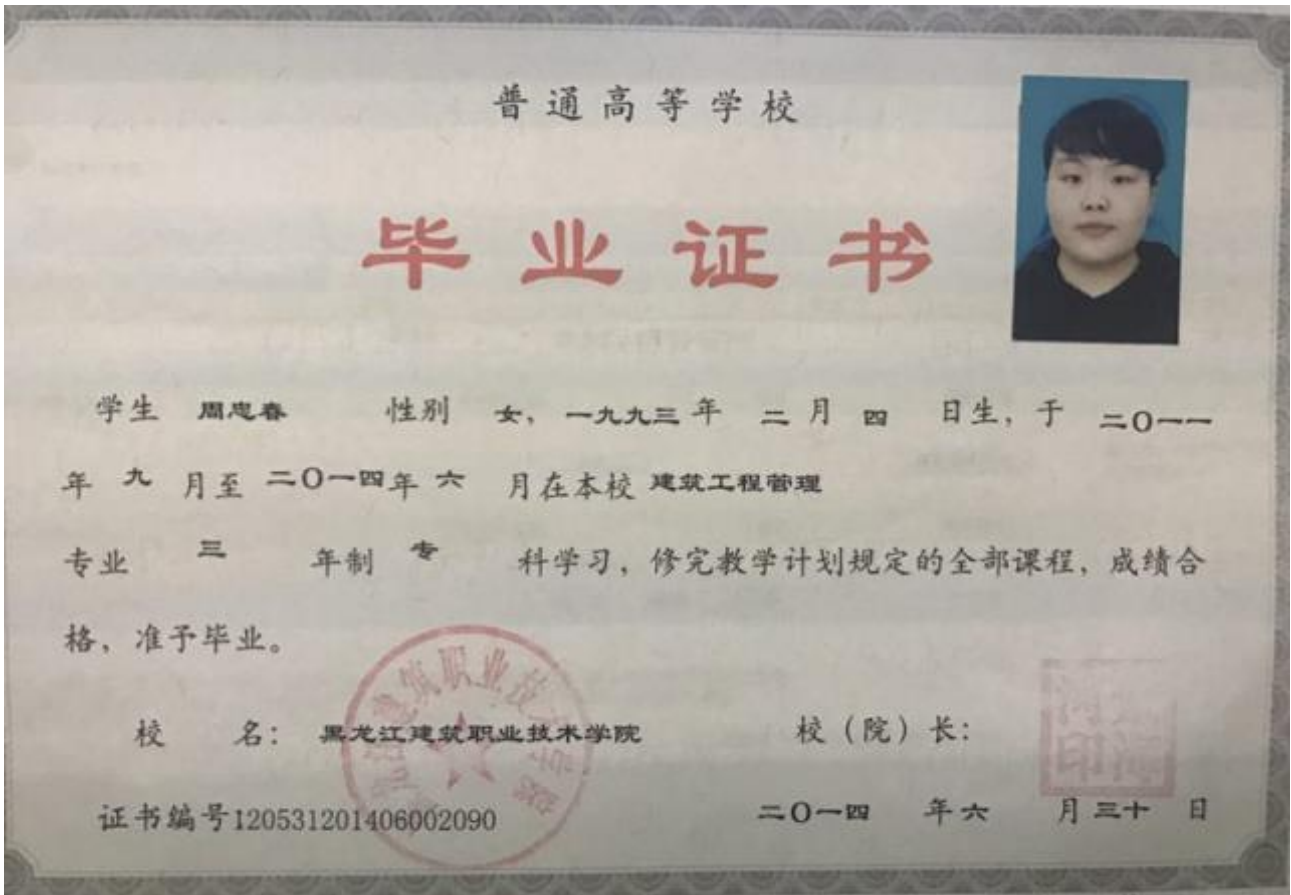 普通高等学校
毕业证书
学生 周忠春 性别 女，一九九三年 二月 四 日生，于 二〇一一
年 九 月至 二〇一四年 六 月在本校 建筑工程管理
专业 三 年制 专 科学习，修完教学计划规定的全部课程，成绩合
格，准予毕业。
校 名： 黑龙江建筑职业技术学院 校（院）长：
证书编号120531201406002090 二〇一四 年六 月三十 日